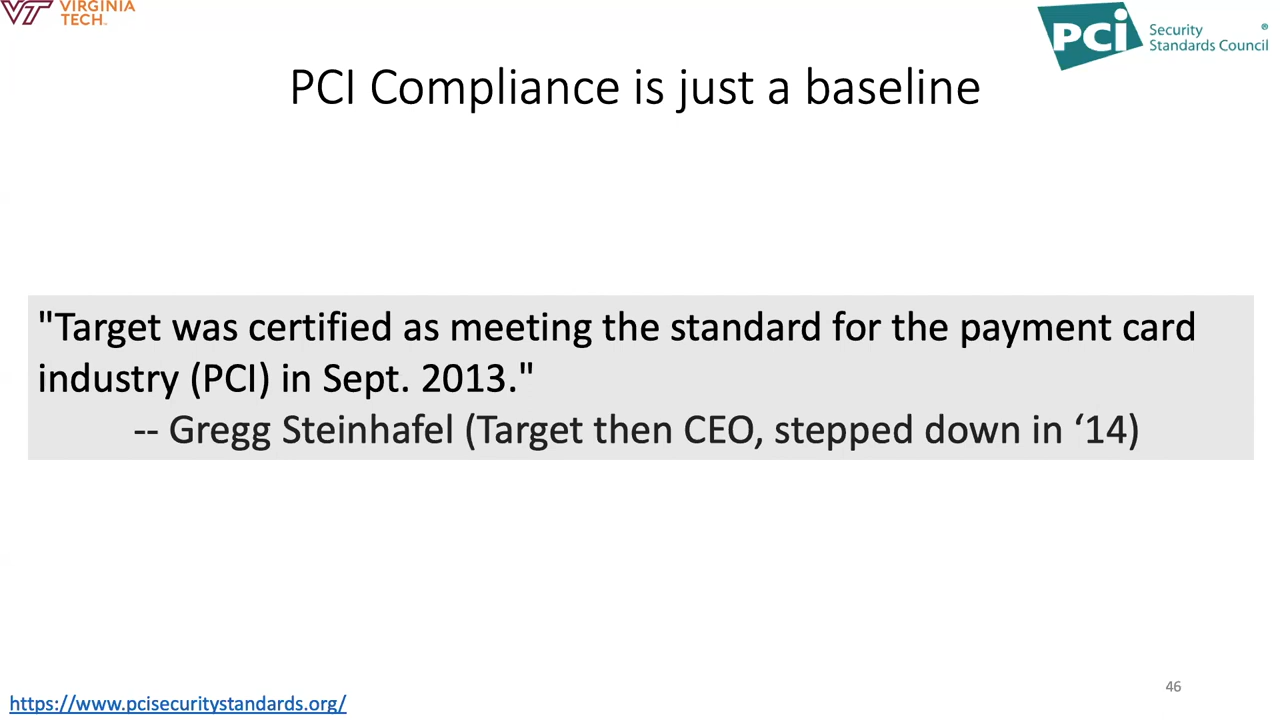 VT VIRGINIA
TECH.
PCI Security
Standards Council®
PCI Compliance is just a baseline
"Target was certified as meeting the standard for the payment card
industry (PCI) in Sept. 2013."
-- Gregg Steinhafel (Target then CEO, stepped down in ‘14)
46
https://www.pcisecuritystandards.org/